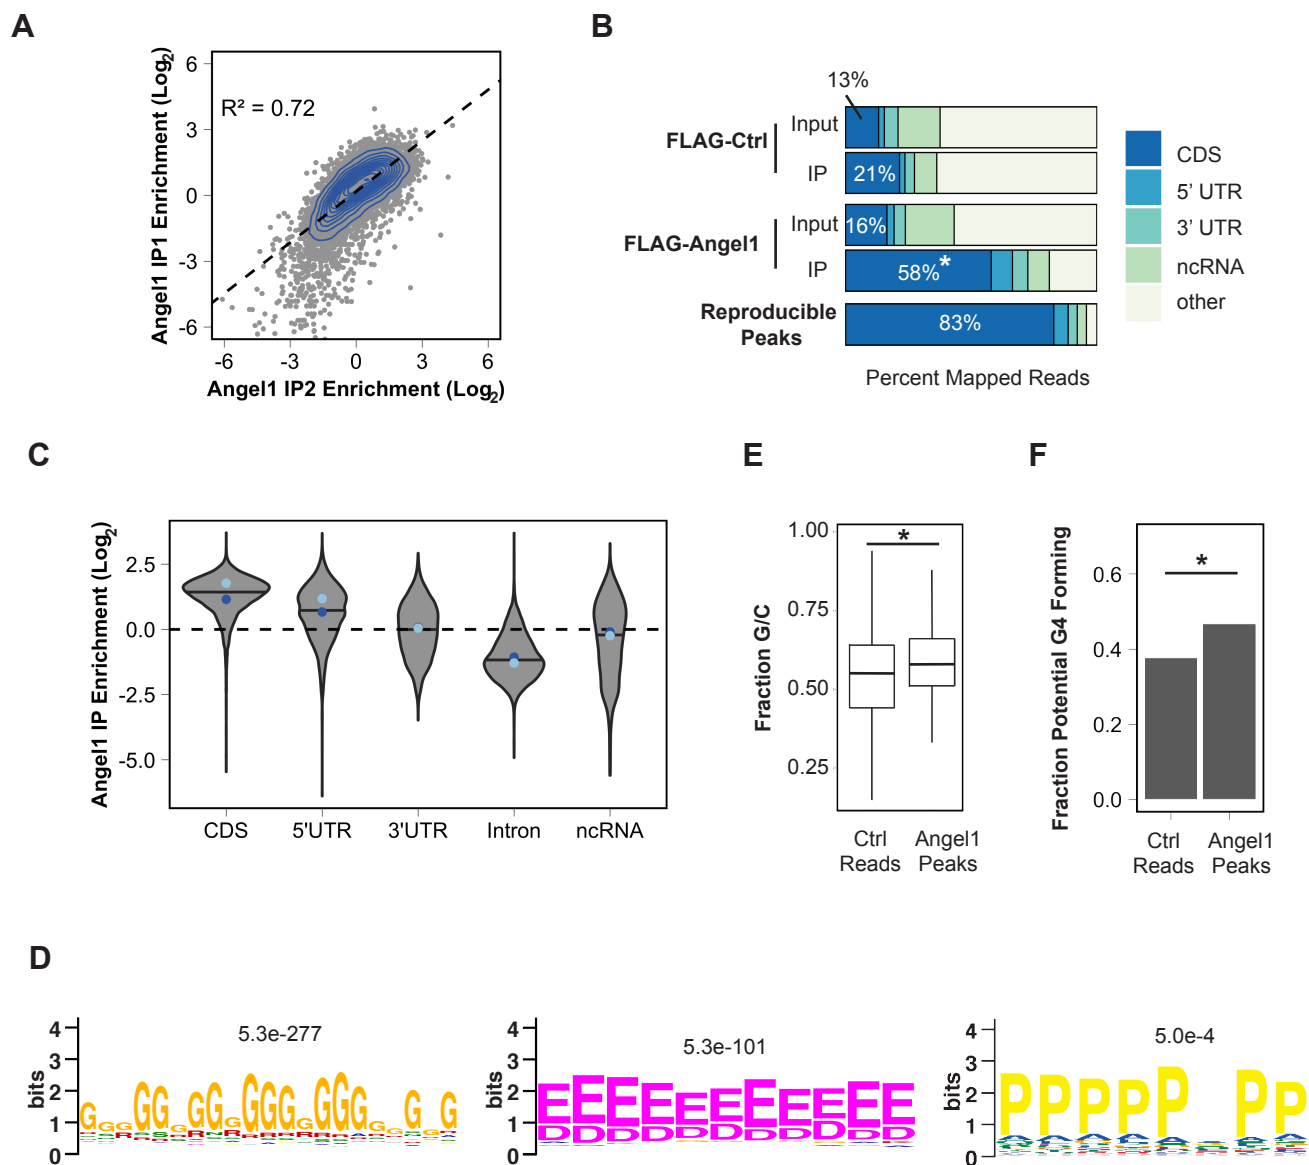 A
Angel1 IP1 Enrichment (Log2)
6
3
0
-3
-6
R² = 0.72
-6 -3 0 3 6
Angel1 IP2 Enrichment (Log2)
B
13%
FLAG-Ctrl
Input
IP
21%
FLAG-Angel1
Input
16%
IP
58%*
Reproducible
Peaks
83%
Percent Mapped Reads
CDS
5’ UTR
3’ UTR
ncRNA
other
C
Angel1 IP Enrichment (Log2)
2.5
0.0
-2.5
-5.0
CDS 5'UTR 3'UTR Intron ncRNA
E
Fraction G/C
1.00
0.75
0.50
0.25
*
Ctrl
Reads
Angel1
Peaks
F
Fraction Potential G4 Forming
0.6
0.4
0.2
0.0
*
Ctrl
Reads
Angel1
Peaks
D
bits
4
3
2
1
0
5.3e-277
GGGGGGGGGGGGGGGGGGGGG
bits
4
3
2
1
0
5.3e-101
EEEEEEEEEEE
DDDDDDDDDDD
bits
4
3
2
1
0
5.0e-4
PPPPP PP